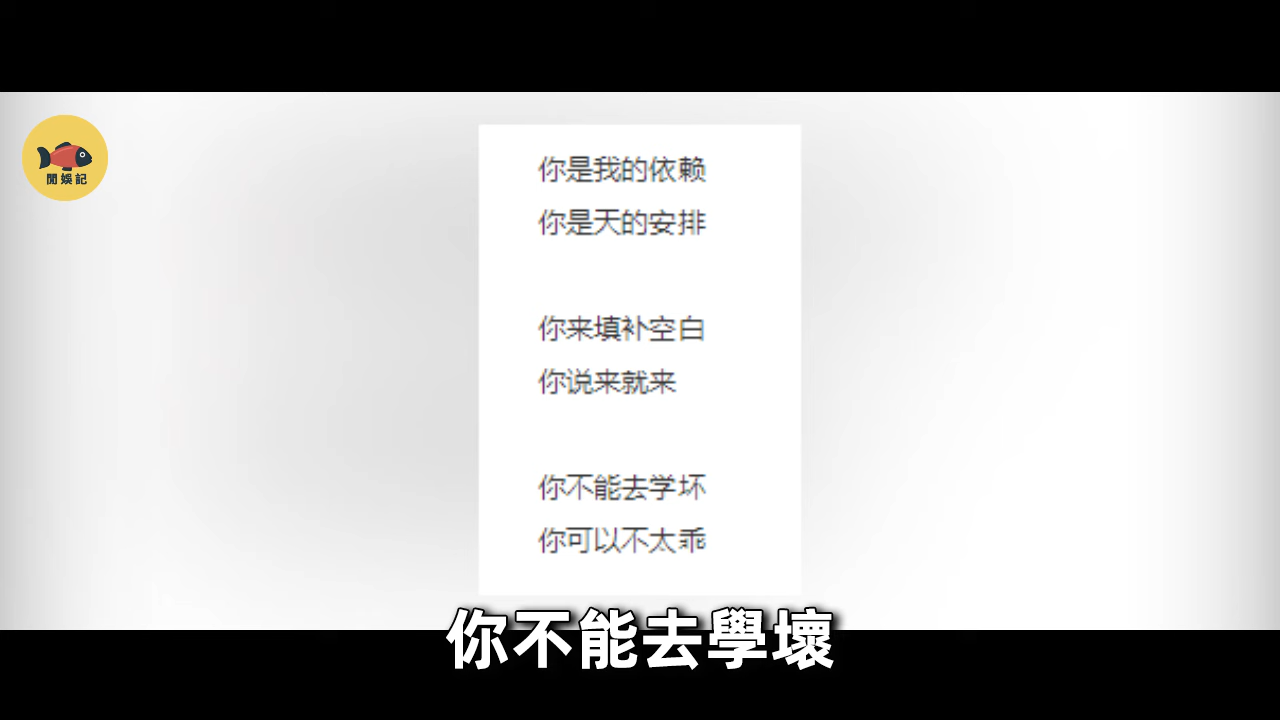 閒娛記
你是我的依赖
你是天的安排
你来填补空白
你说来就来
你不能去学坏
你可以不太乖
你不能去學壞